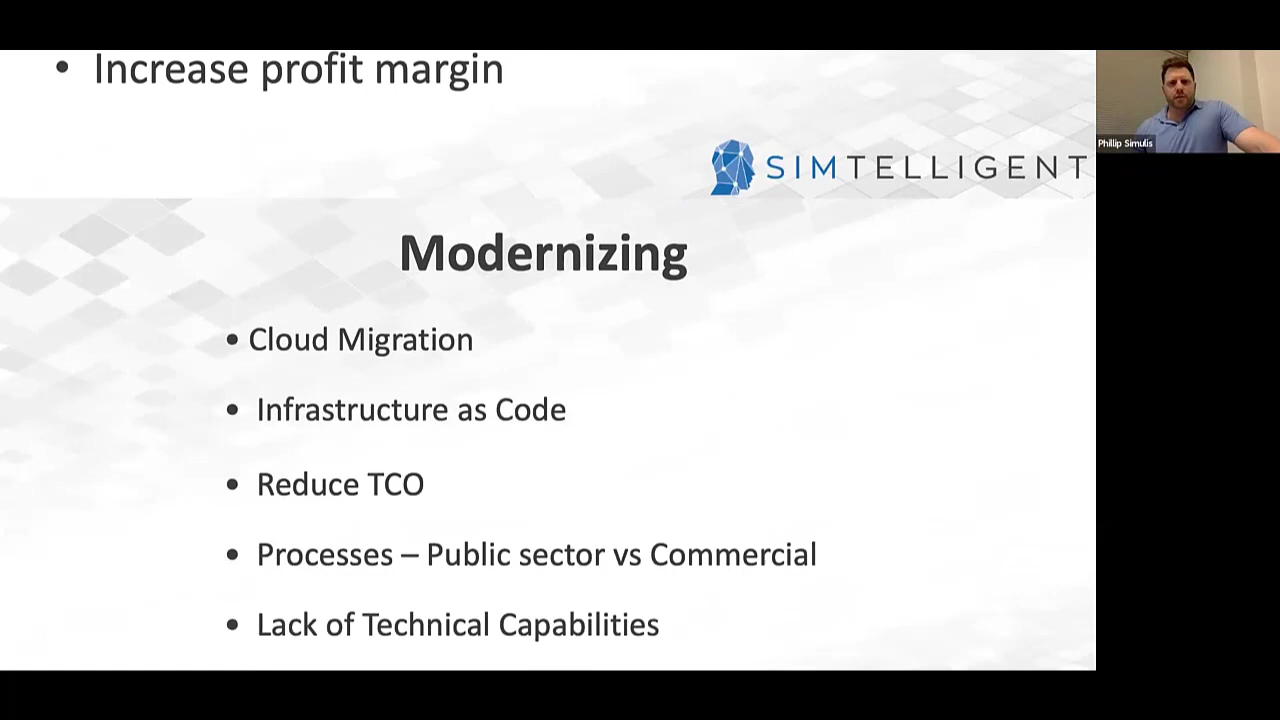 • Increase profit margin
Phillip Simulis
SIMTELLIGENT
Modernizing
• Cloud Migration
• Infrastructure as Code
• Reduce TCO
• Processes – Public sector vs Commercial
• Lack of Technical Capabilities